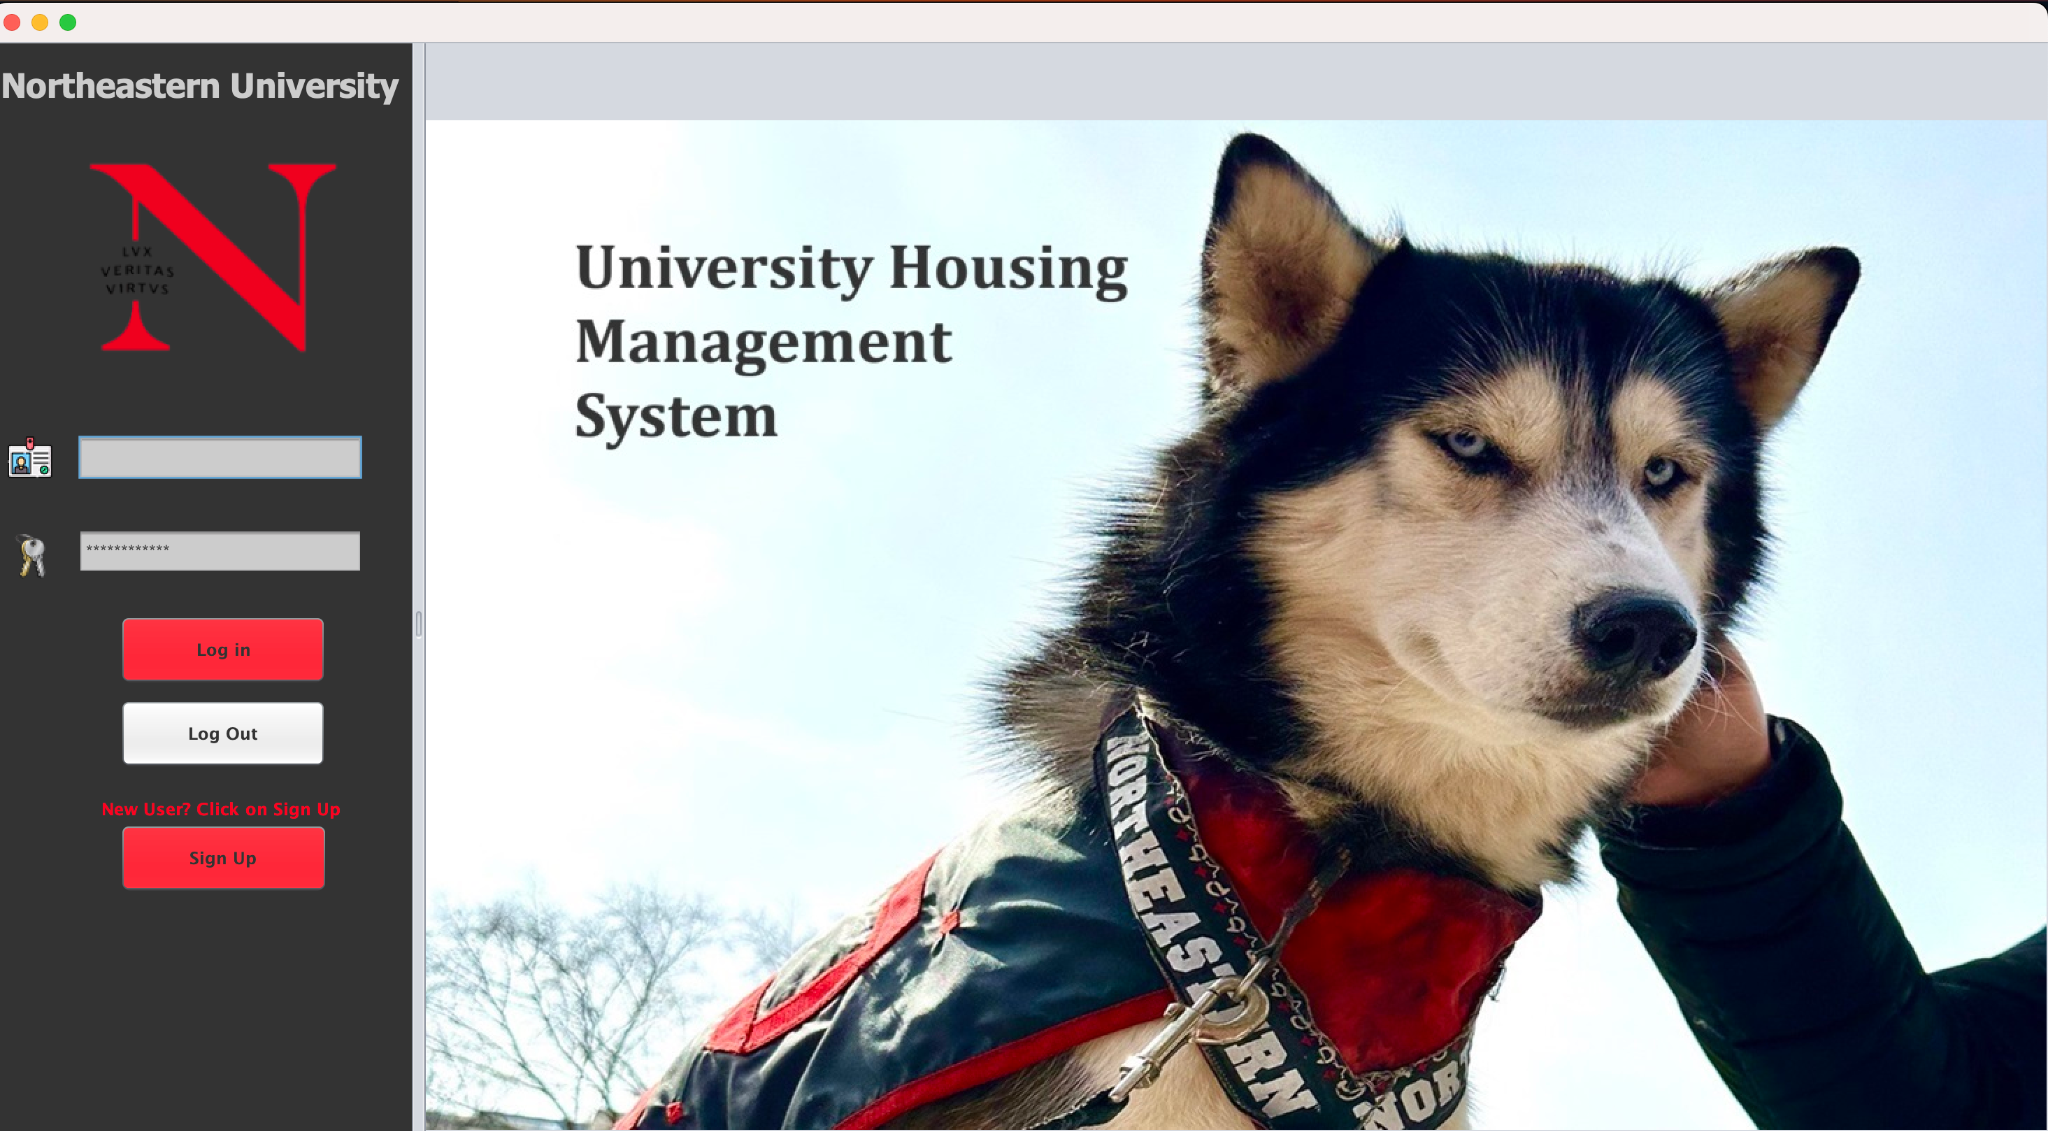 Northeastern University
LVX
VERITAS
VIRTVS
************
Log in
Log Out
New User? Click on Sign Up
Sign Up
University Housing
Management
System
NORTHEASTERN
NORT